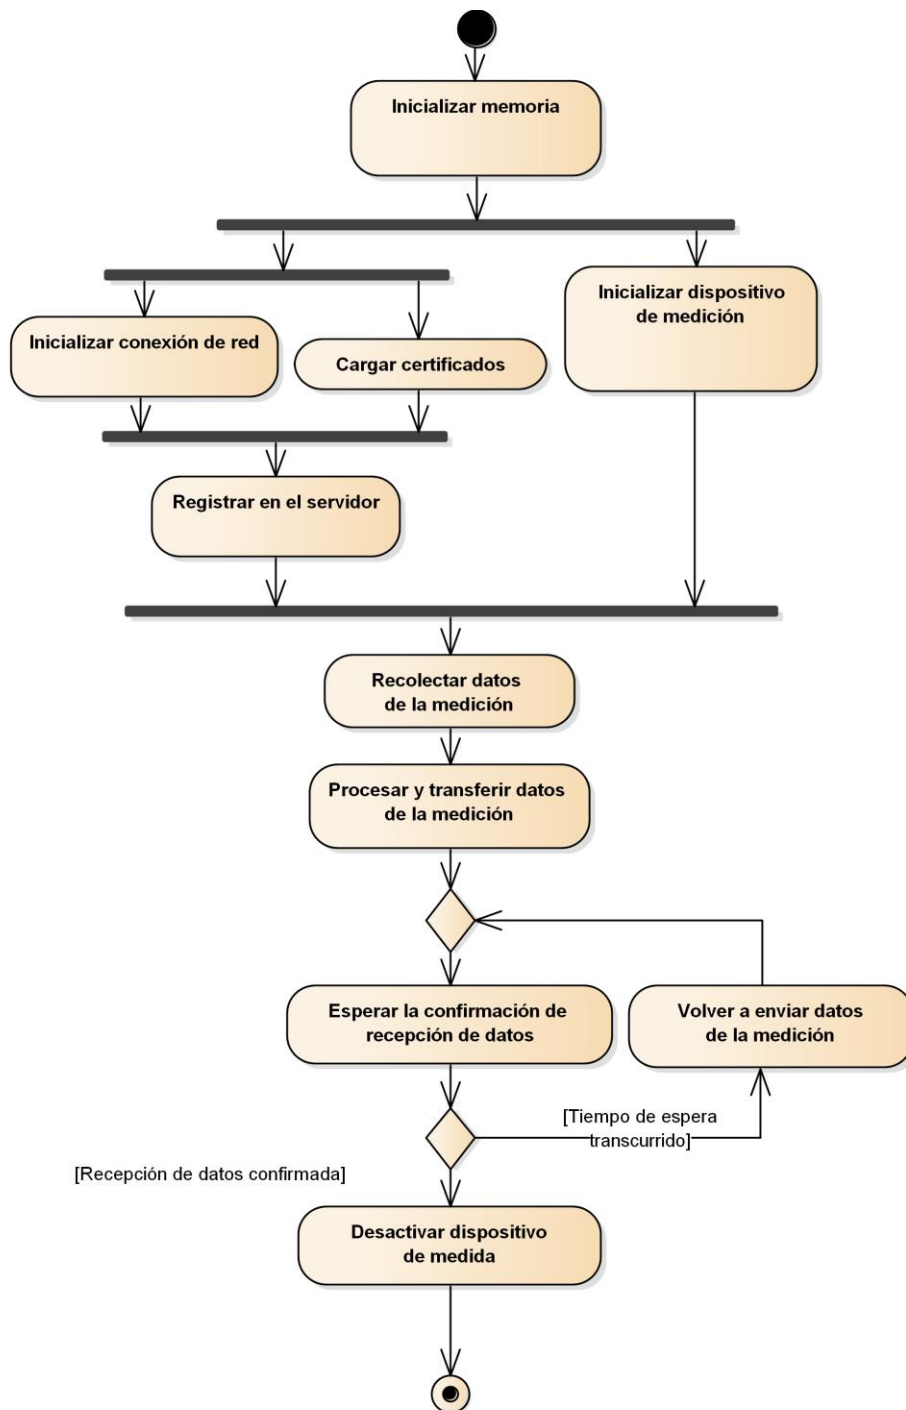 Inicializar memoria
Inicializar dispositivo
de medición
Inicializar conexión de red
Cargar certificados
Registrar en el servidor
Recolectar datos
de la medición
Procesar y transferir datos
de la medición
Esperar la confirmación de
recepción de datos
Volver a enviar datos
de la medición
[Tiempo de espera
transcurrido]
[Recepción de datos confirmada]
Desactivar dispositivo
de medida